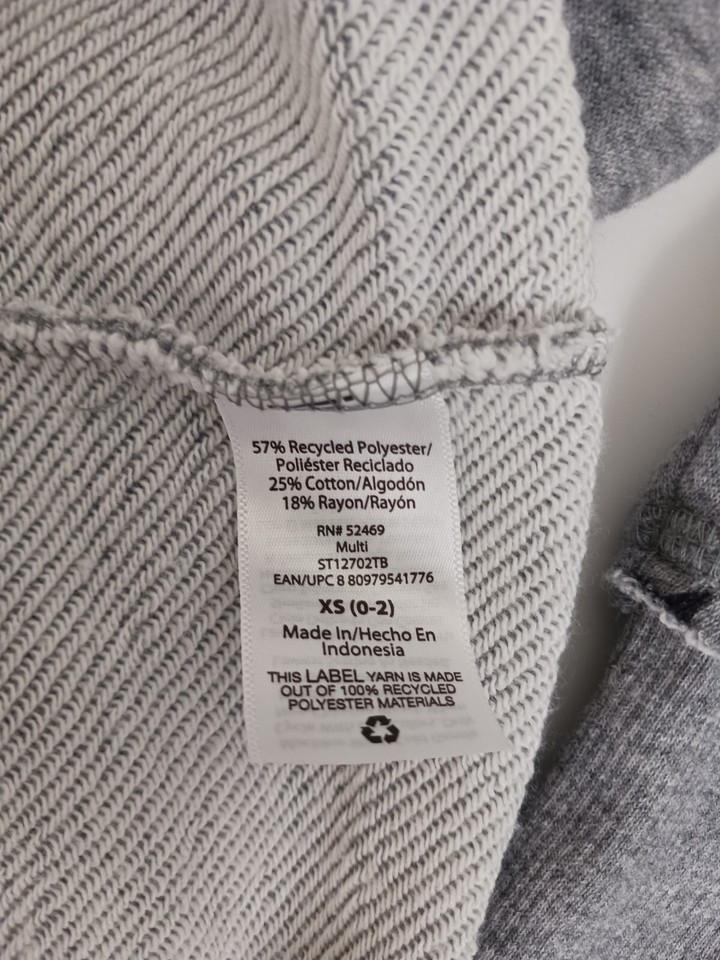 57% Recycled Polyester/
Poliéster Reciclado
25% Cotton/Algodón
18% Rayon/Rayón
RN# 52469
Multi
ST12702TB
EAN/UPC 8 80979541776
XS (0-2)
Made In/Hecho En
Indonesia
THIS LABEL YARN IS MADE
OUT OF 100% RECYCLED
POLYESTER MATERIALS